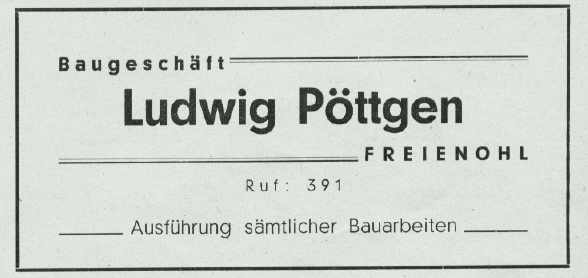 Baugeschäft
Ludwig Pöttgen
FREIENOHL
Ruf: 391
Ausführung sämtlicher Bauarbeiten